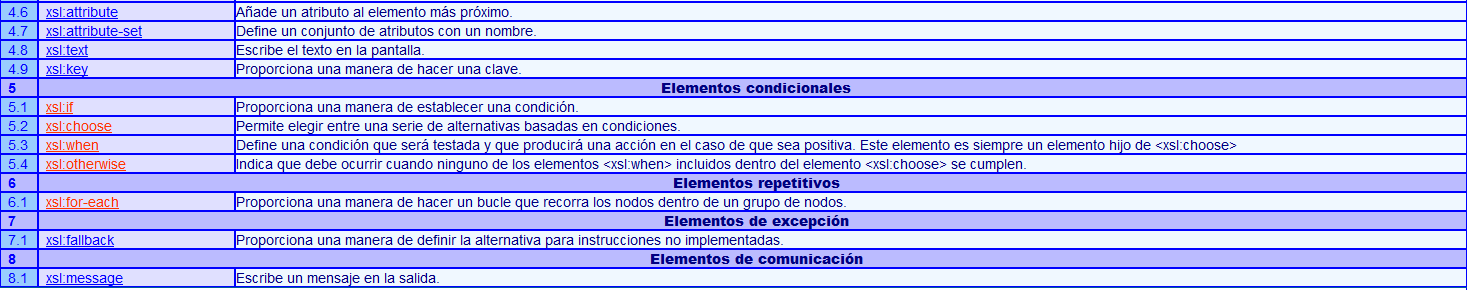 4.6 xsl:attribute Añade un atributo al elemento más próximo.
4.7 xsl:attribute-set Define un conjunto de atributos con un nombre.
4.8 xsl:text Escribe el texto en la pantalla.
4.9 xsl:key Proporciona una manera de hacer una clave.
5 Elementos condicionales
5.1 xsl:if Proporciona una manera de establecer una condición.
5.2 xsl:choose Permite elegir entre una serie de alternativas basadas en condiciones.
5.3 xsl:when Define una condición que será testada y que producirá una acción en el caso de que sea positiva. Este elemento es siempre un elemento hijo de <xsl:choose>
5.4 xsl:otherwise Indica que debe ocurrir cuando ninguno de los elementos <xsl:when> incluidos dentro del elemento <xsl:choose> se cumplen.
6 Elementos repetitivos
6.1 xsl:for-each Proporciona una manera de hacer un bucle que recorra los nodos dentro de un grupo de nodos.
7 Elementos de excepción
7.1 xsl:fallback Proporciona una manera de definir la alternativa para instrucciones no implementadas.
8 Elementos de comunicación
8.1 xsl:message Escribe un mensaje en la salida.